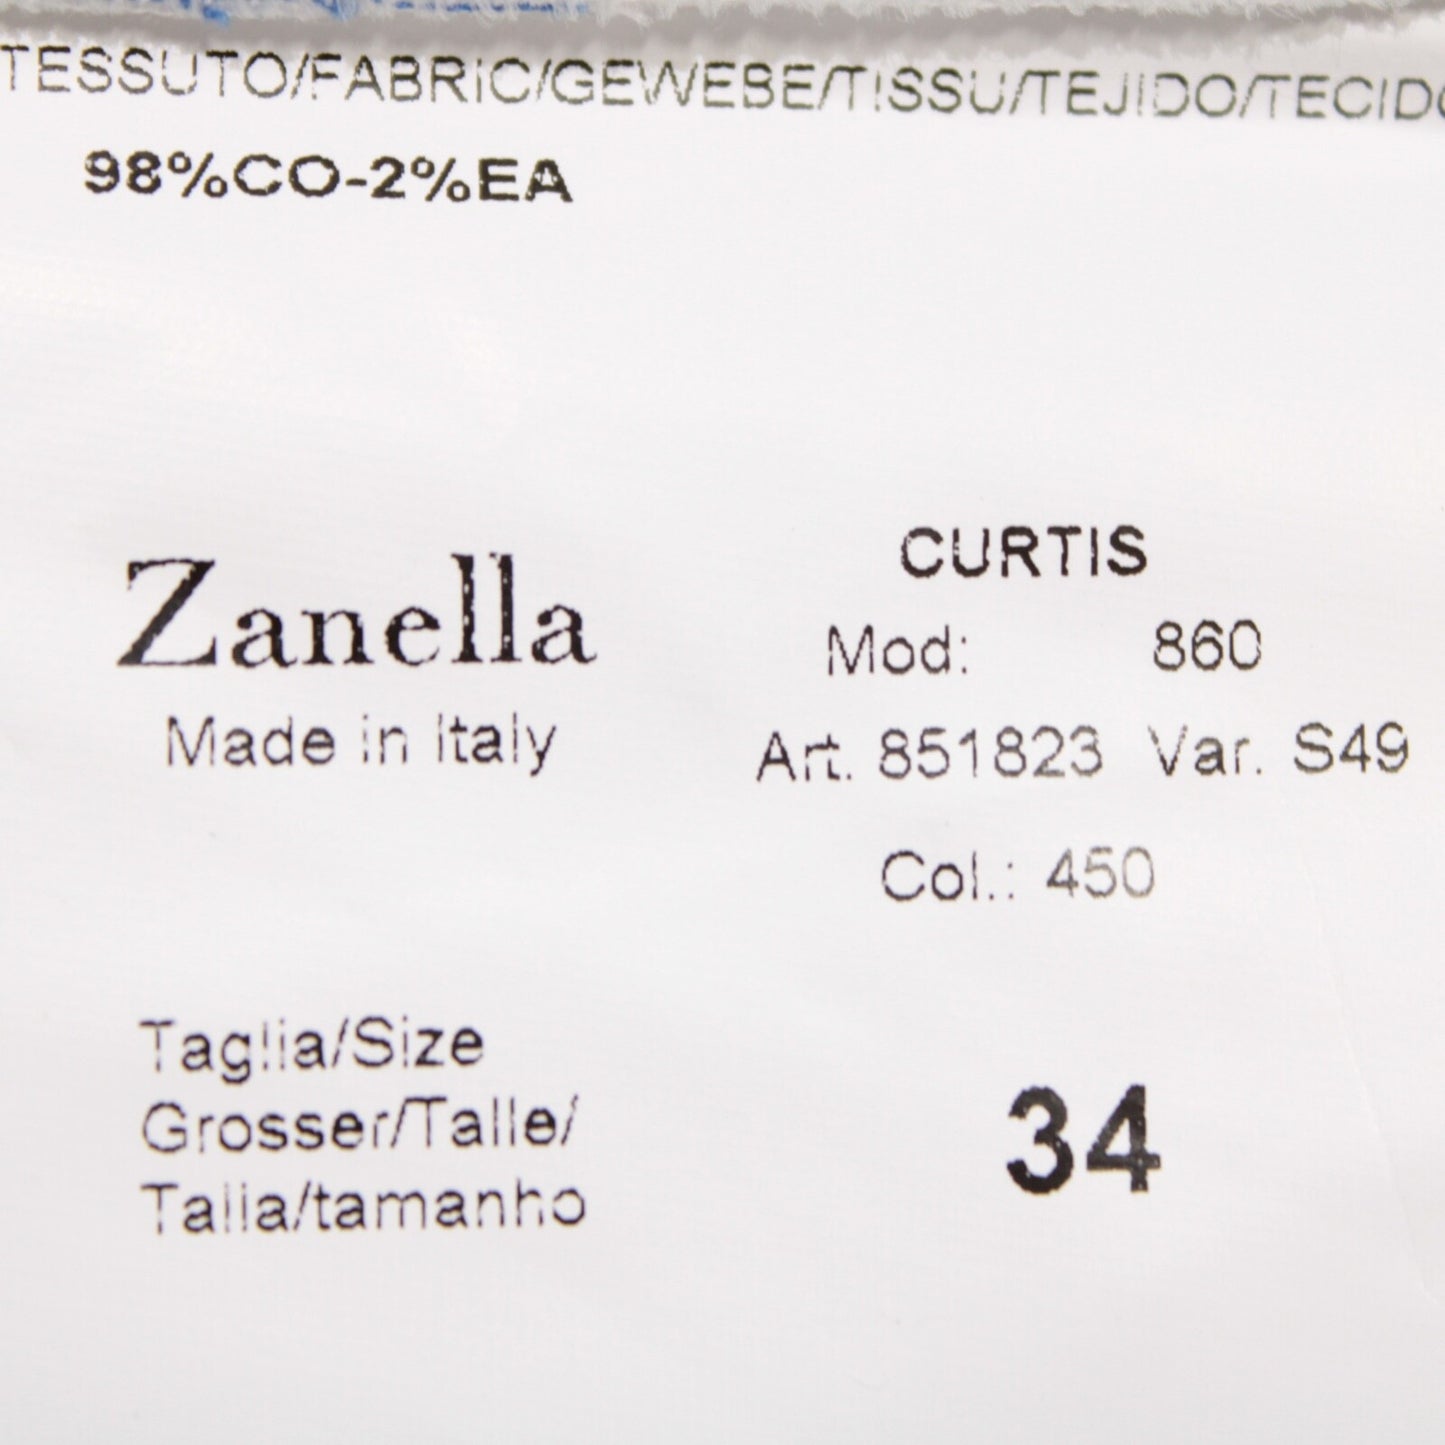 TESSUTO/FABRIC/GEWEBE/TISSU/TEJIDO/TECIDO
98%CO-2%EA
Zanella
Made in Italy
CURTIS
Mod: 860
Art. 851823 Var. S49
Col.: 450
Taglia/Size
Grosser/Talle/
Talla/tamanho
34